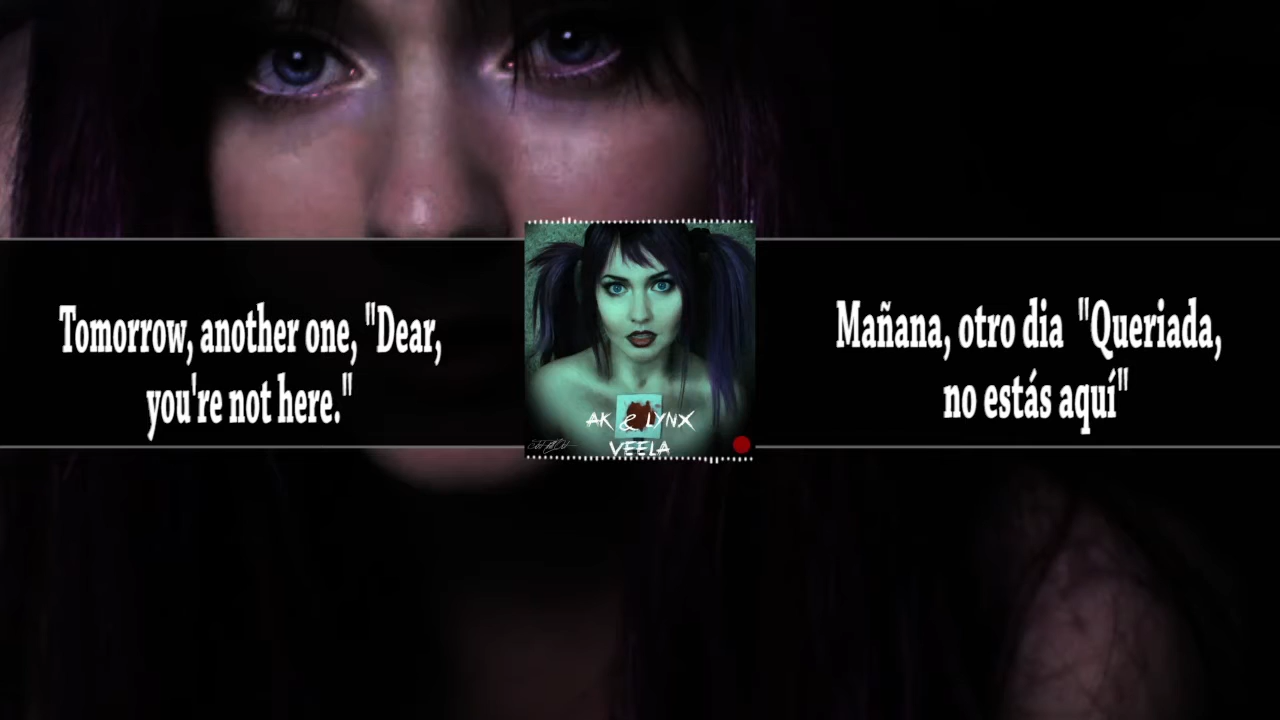 Tomorrow, another one, "Dear,
you're not here."
Mañana, otro dia "Queriada,
no estás aquí"
AK & LYNX
VEELA